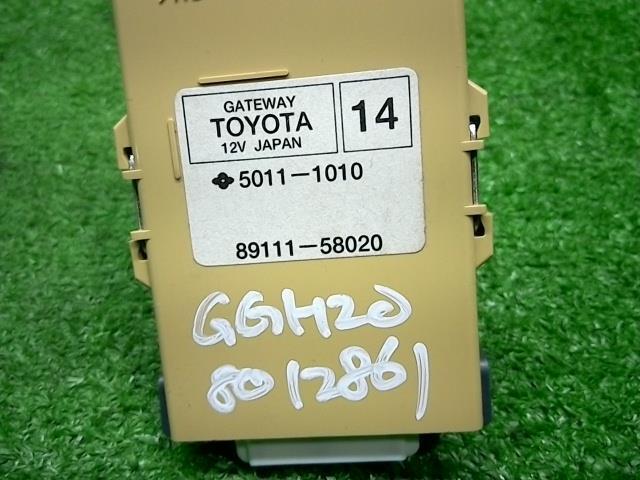 GATEWAY
TOYOTA
12V JAPAN
14
5011-1010
89111-58020
GGH20
8012861